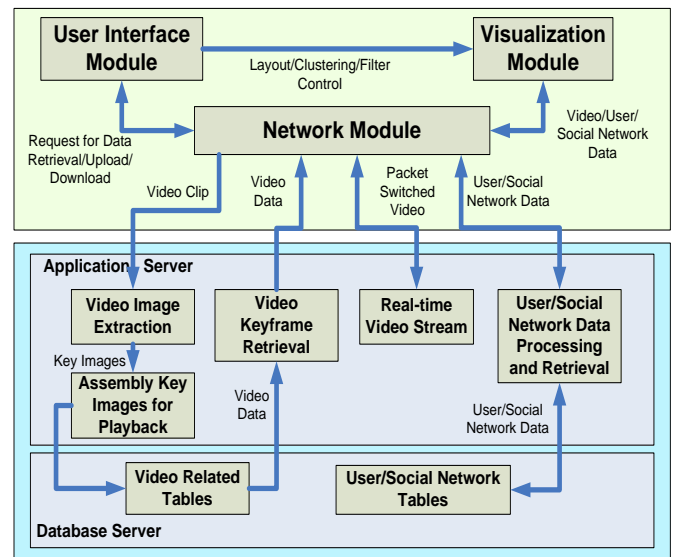 User Interface
Module
Visualization
Module
Layout/Clustering/Filter
Control
Network Module
Request for Data
Retrieval/Upload/
Download
Video/User/
Social Network
Data
Video Clip
Video
Data
Packet
Switched
Video
User/Social
Network Data
Application Server
Video Image
Extraction
Video
Keyframe
Retrieval
Real-time
Video Stream
User/Social
Network Data
Processing
and Retrieval
Key Images
Assembly Key
Images for
Playback
Video
Data
User/Social
Network Data
Video Related
Tables
User/Social Network
Tables
Database Server